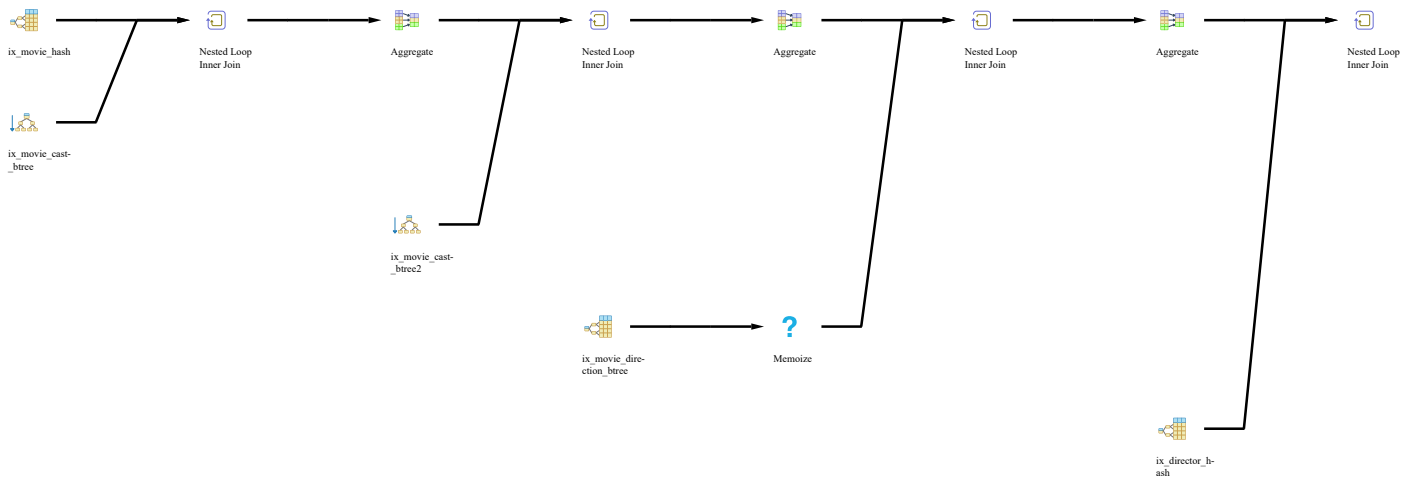 ix_movie_hash
Nested Loop
Inner Join
Aggregate
Nested Loop
Inner Join
Aggregate
Nested Loop
Inner Join
Aggregate
Nested Loop
Inner Join
ix_movie_cast-
_btree
ix_movie_cast-
_btree2
?
ix_movie_dire-
ction_btree
Memoize
ix_director_h-
ash